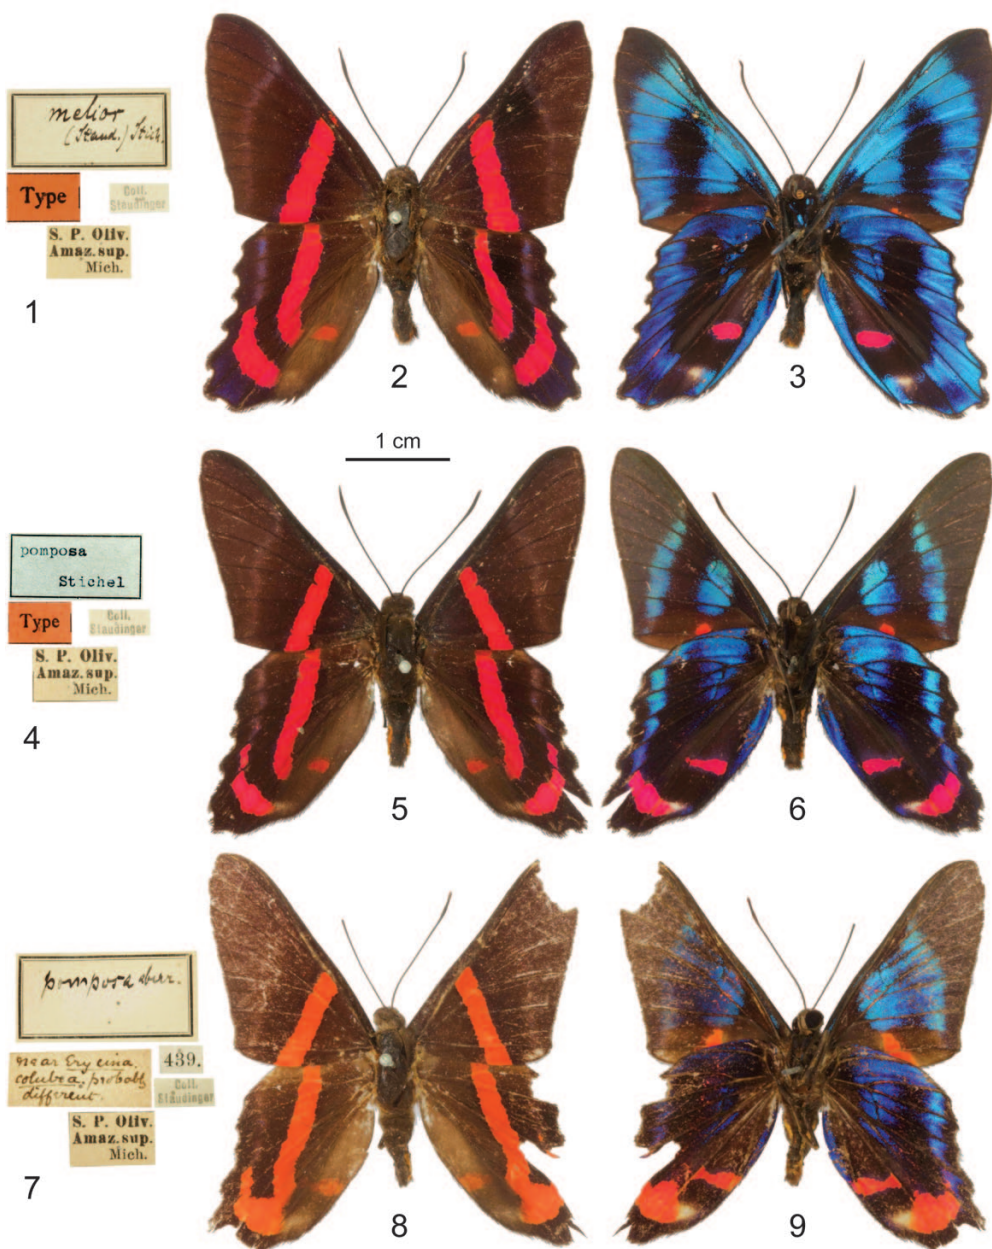 melior
(Staud.) Stich.
Type
Coll.
Staudinger
S. P. Oliv.
Amaz. sup.
Mich.
1
2
3
1 cm
pomposa
Stichel
Type
Coll.
Staudinger
S. P. Oliv.
Amaz. sup.
Mich.
4
5
6
pomposa aberr.
near Erycina
colubra, probably
different.
439.
Coll.
Staudinger
S. P. Oliv.
Amaz. sup.
Mich.
7
8
9